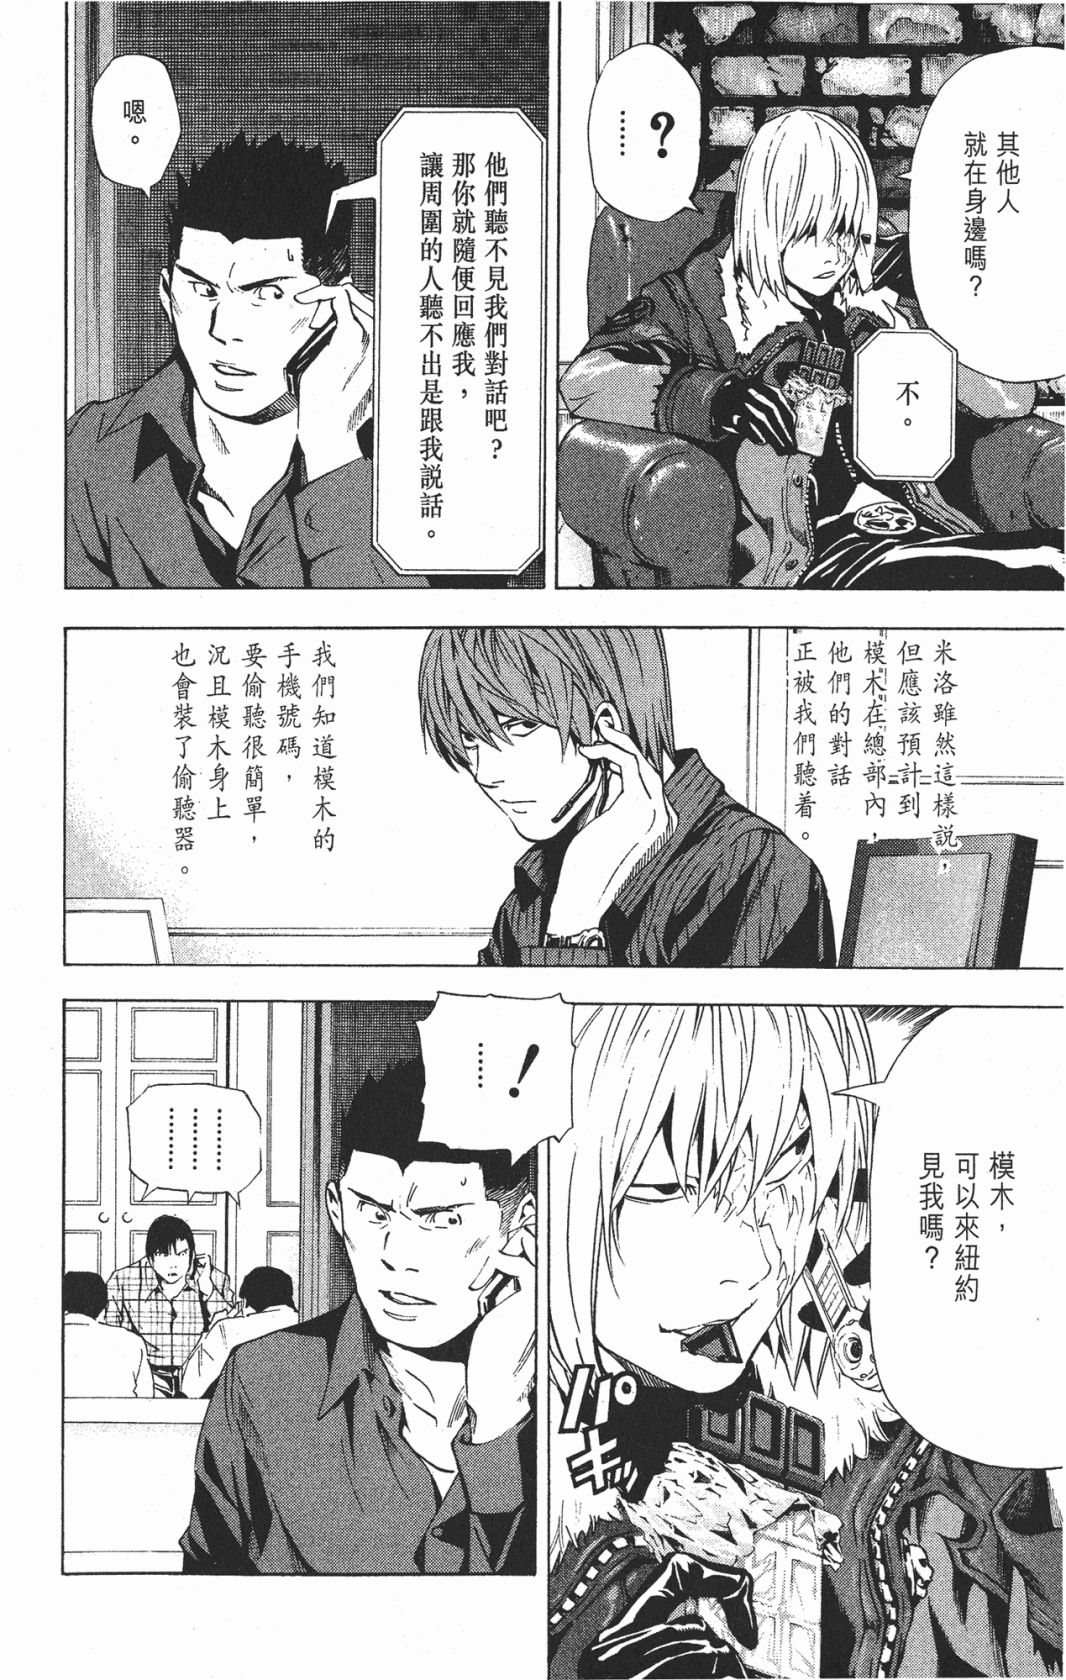 其他人
就在身邊嗎？
不。
？……
他們聽不見我們對話吧？
那你就隨便回應我，
讓周圍的人聽不出是跟我説話。
嗯。
米洛雖然這樣説，
但應該預計到
模木在總部內，
他們的對話
正被我們聽着。
我們知道模木的
手機號碼，
要偷聽很簡單，
況且模木身上
也會裝了偷聽器。
模木，
可以來紐約
見我嗎？
パキッ
！……
………
………
………